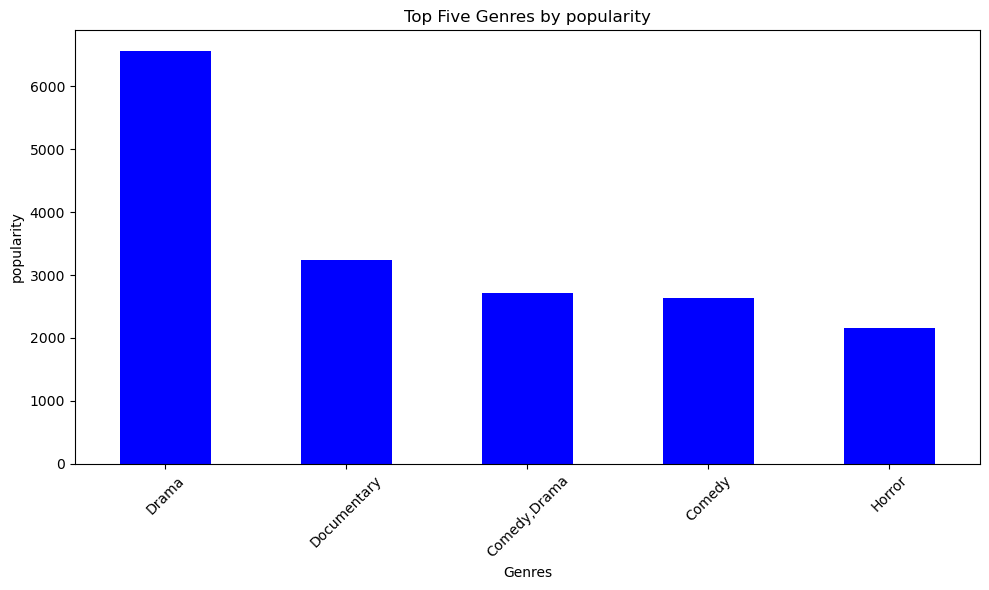 Top Five Genres by popularity
popularity
6000
5000
4000
3000
2000
1000
0
Drama
Documentary
Comedy,Drama
Comedy
Horror
Genres